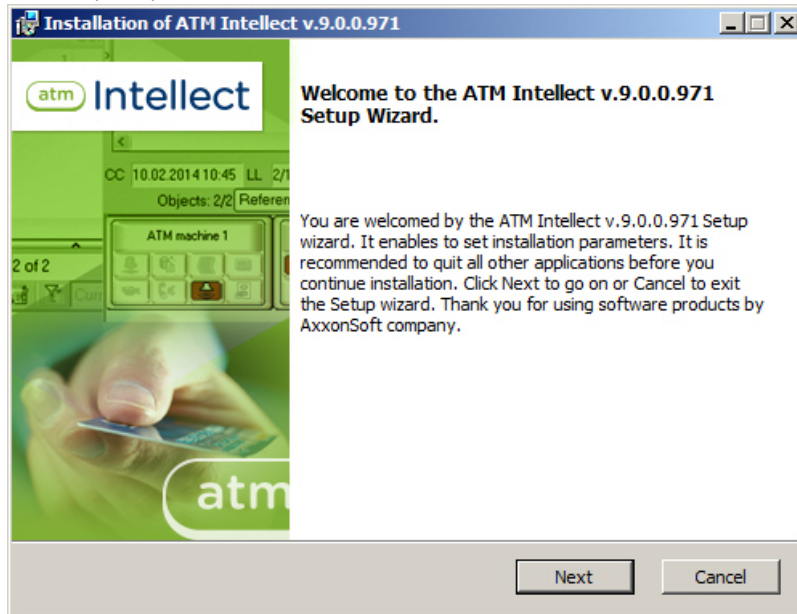 Installation of ATM Intellect v.9.0.0.971
atm Intellect
CC 10.02.2014 10:45 LL
Objects: 2/2
ATM machine 1
2 of 2
Welcome to the ATM Intellect v.9.0.0.971
Setup Wizard.
You are welcomed by the ATM Intellect v.9.0.0.971 Setup
wizard. It enables to set installation parameters. It is
recommended to quit all other applications before you
continue installation. Click Next to go on or Cancel to exit
the Setup wizard. Thank you for using software products by
AxxonSoft company.
atm
Next
Cancel